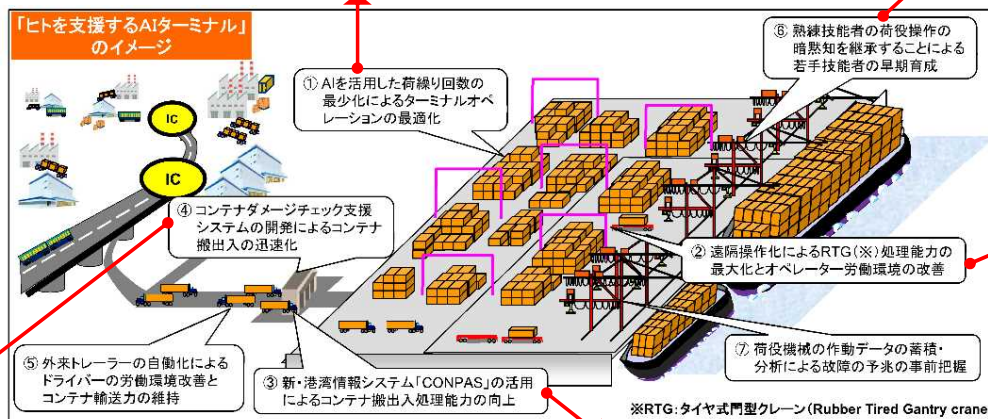 「ヒトを支援するAIターミナル」
のイメージ
IC
IC
① AIを活用した荷繰り回数の
最少化によるターミナルオペ
レーションの最適化
⑥ 熟練技能者の荷役操作の
暗黙知を継承することによる
若手技能者の早期育成
④ コンテナダメージチェック支援
システムの開発によるコンテナ
搬出入の迅速化
② 遠隔操作化によるRTG(※)処理能力の
最大化とオペレーター労働環境の改善
⑤ 外来トレーラーの自働化による
ドライバーの労働環境改善と
コンテナ輸送力の維持
③ 新・港湾情報システム「CONPAS」の活用
によるコンテナ搬出入処理能力の向上
⑦ 荷役機械の作動データの蓄積・
分析による故障の予兆の事前把握
※RTG:タイヤ式門型クレーン(Rubber Tired Gantry crane